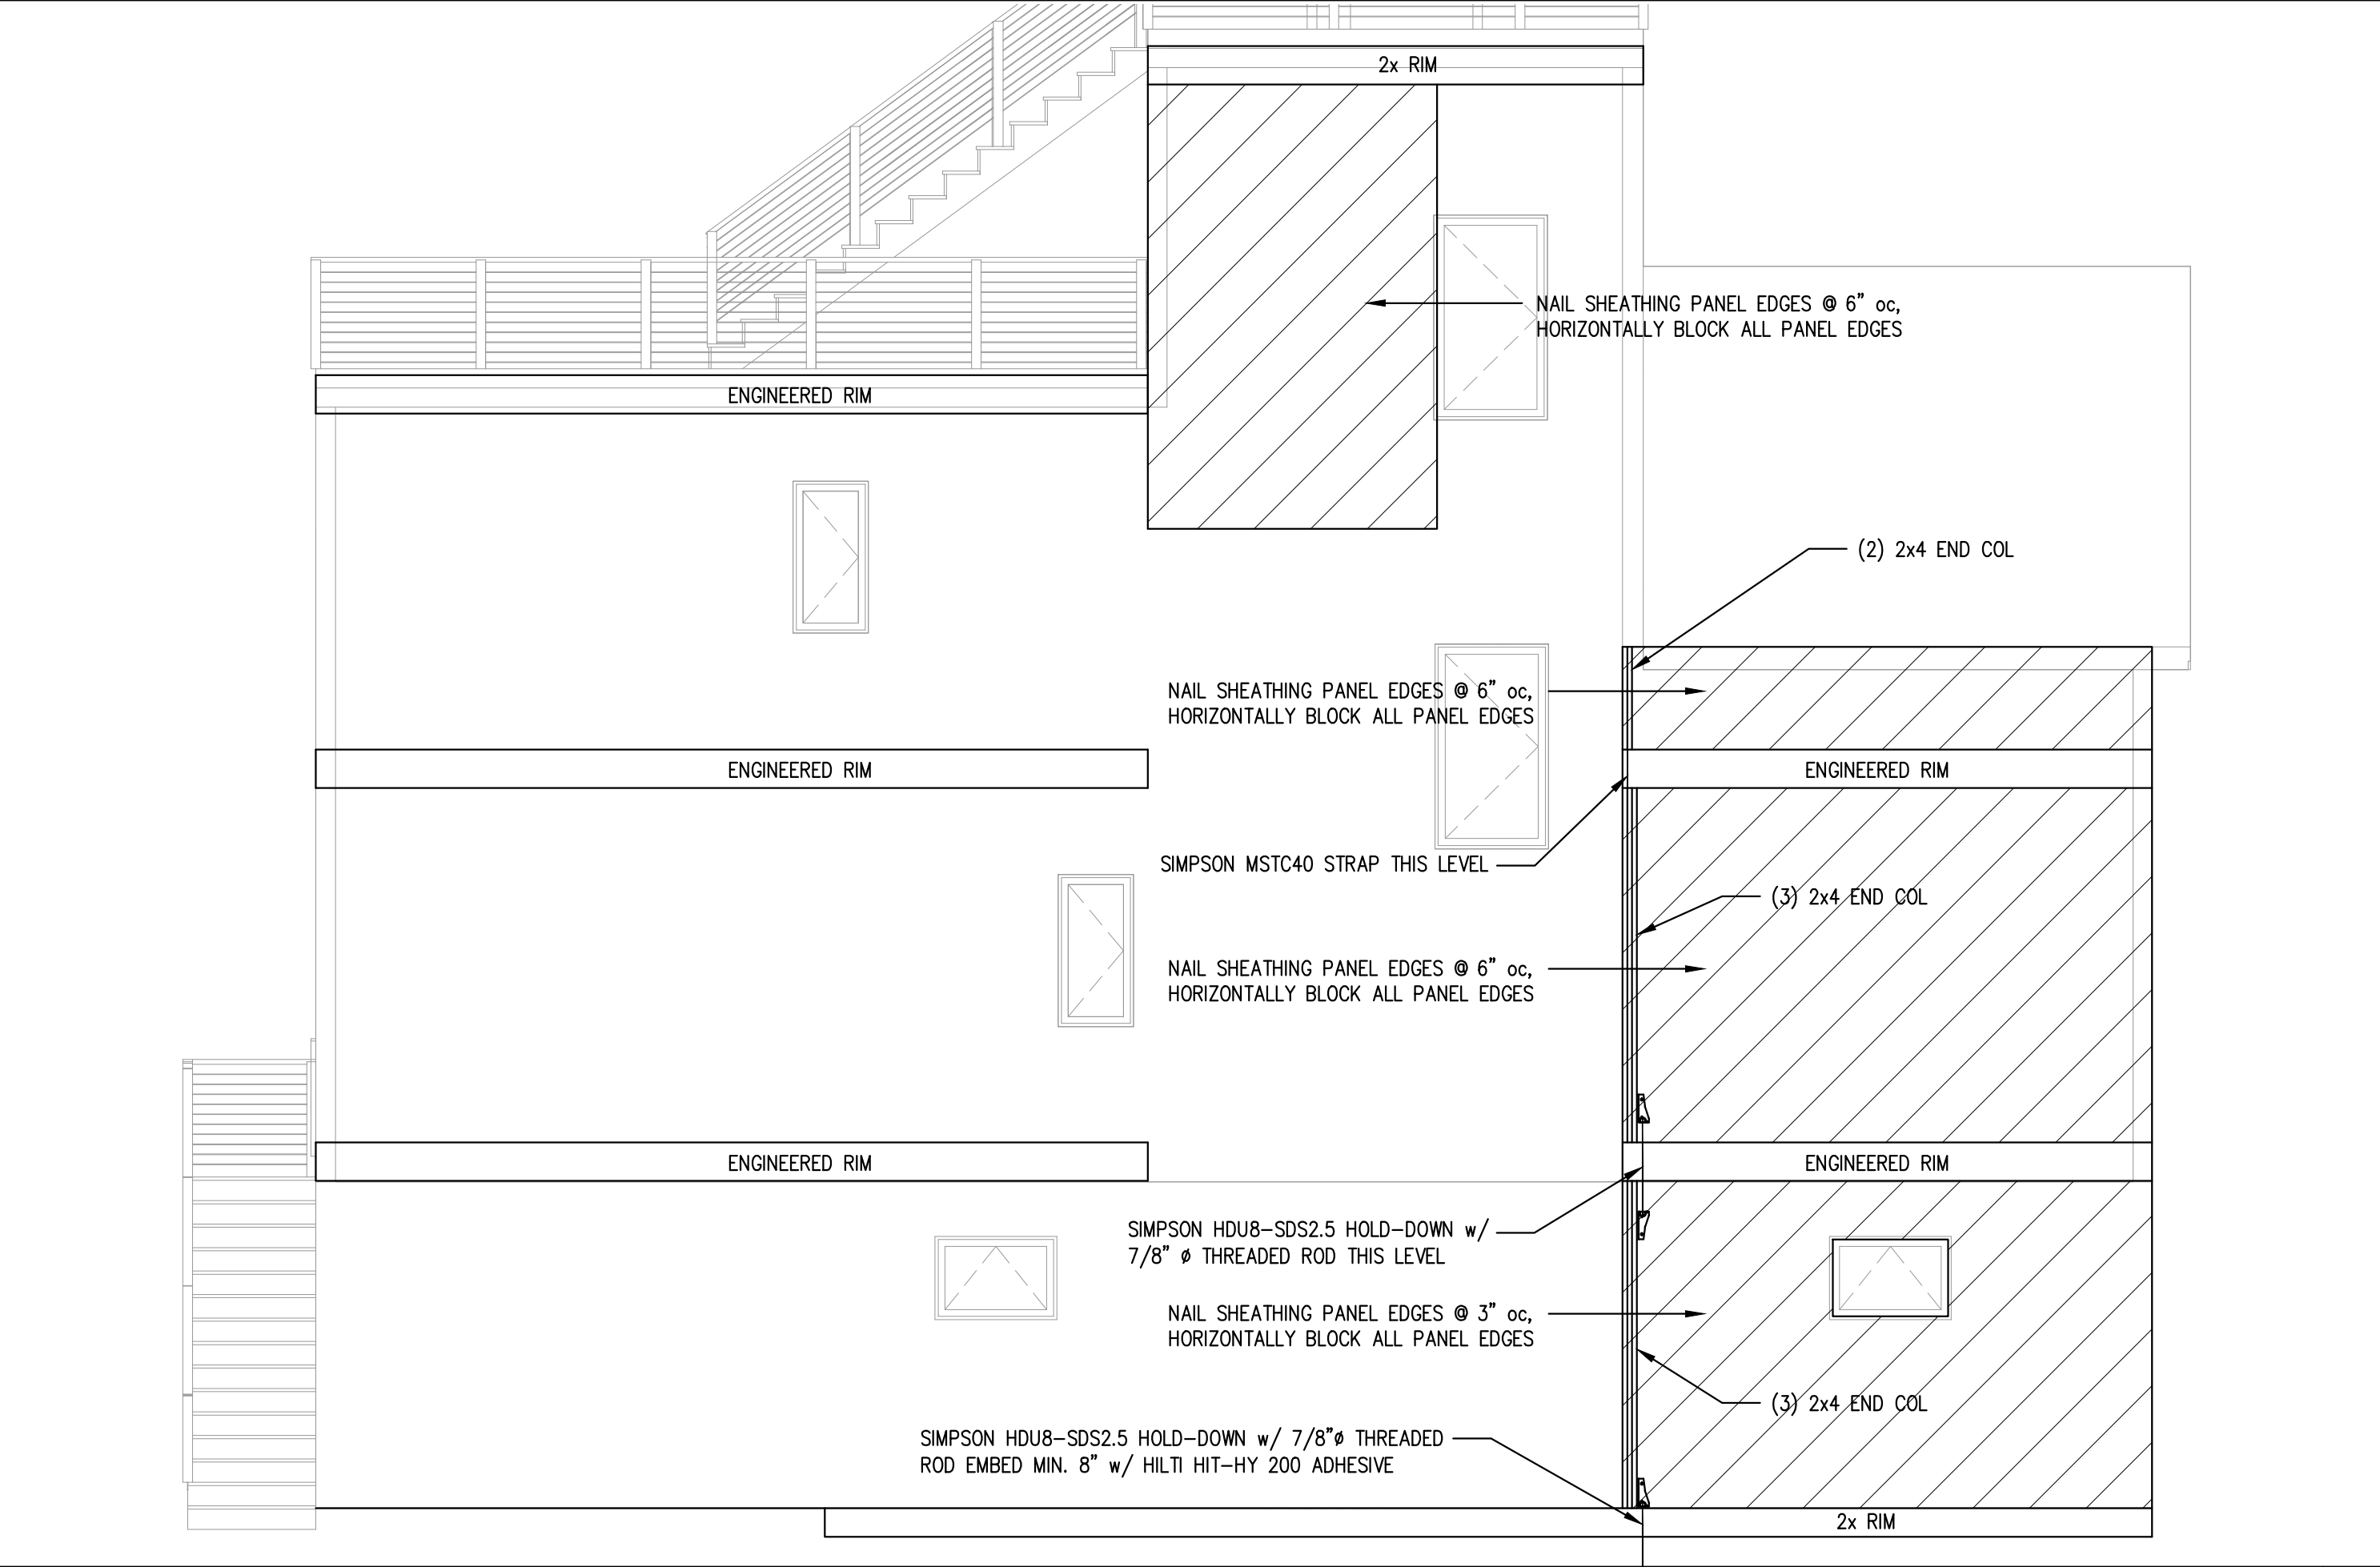 2x RIM
NAIL SHEATHING PANEL EDGES @ 6" oc,
HORIZONTALLY BLOCK ALL PANEL EDGES
ENGINEERED RIM
(2) 2x4 END COL
NAIL SHEATHING PANEL EDGES @ 6" oc,
HORIZONTALLY BLOCK ALL PANEL EDGES
ENGINEERED RIM
ENGINEERED RIM
SIMPSON MSTC40 STRAP THIS LEVEL
(3) 2x4 END COL
NAIL SHEATHING PANEL EDGES @ 6" oc,
HORIZONTALLY BLOCK ALL PANEL EDGES
ENGINEERED RIM
ENGINEERED RIM
SIMPSON HDU8-SDS2.5 HOLD-DOWN w/
7/8" ø THREADED ROD THIS LEVEL
NAIL SHEATHING PANEL EDGES @ 3" oc,
HORIZONTALLY BLOCK ALL PANEL EDGES
(3) 2x4 END COL
SIMPSON HDU8-SDS2.5 HOLD-DOWN w/ 7/8"ø THREADED
ROD EMBED MIN. 8" w/ HILTI HIT-HY 200 ADHESIVE
2x RIM